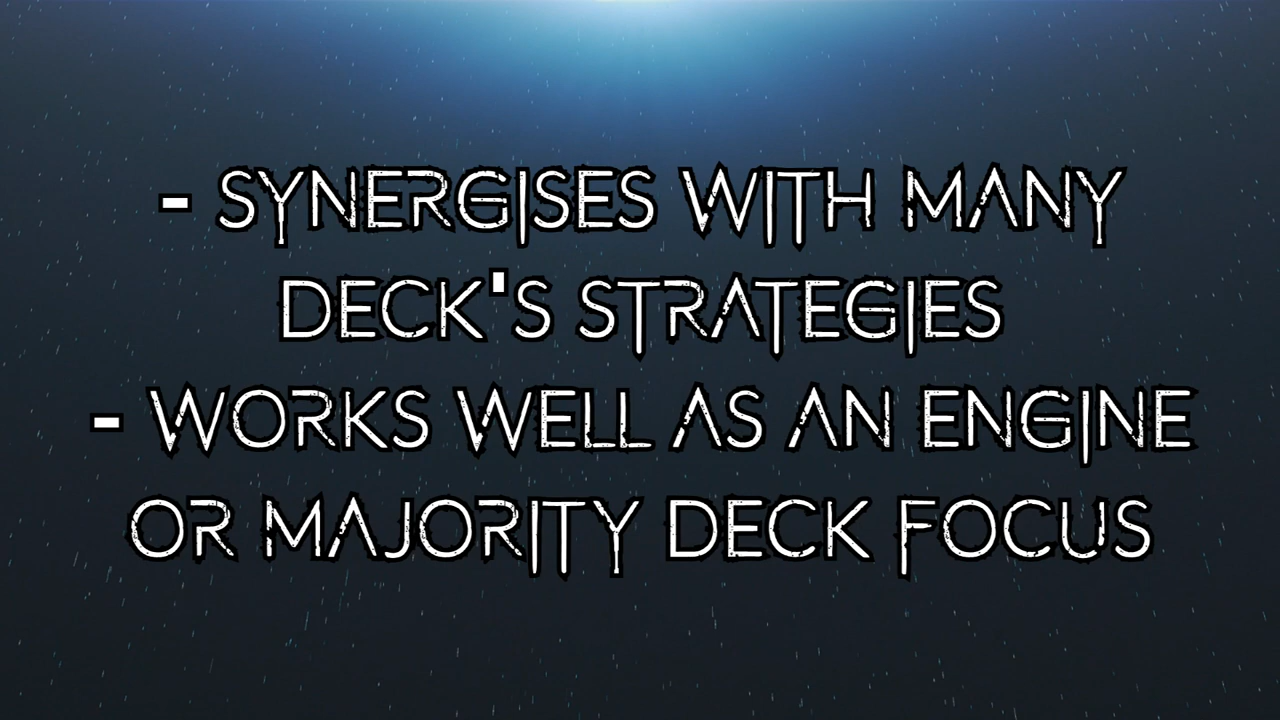 - SYNERGISES WITH MANY
DECK'S STRATEGIES
- WORKS WELL AS AN ENGINE
OR MAJORITY DECK FOCUS